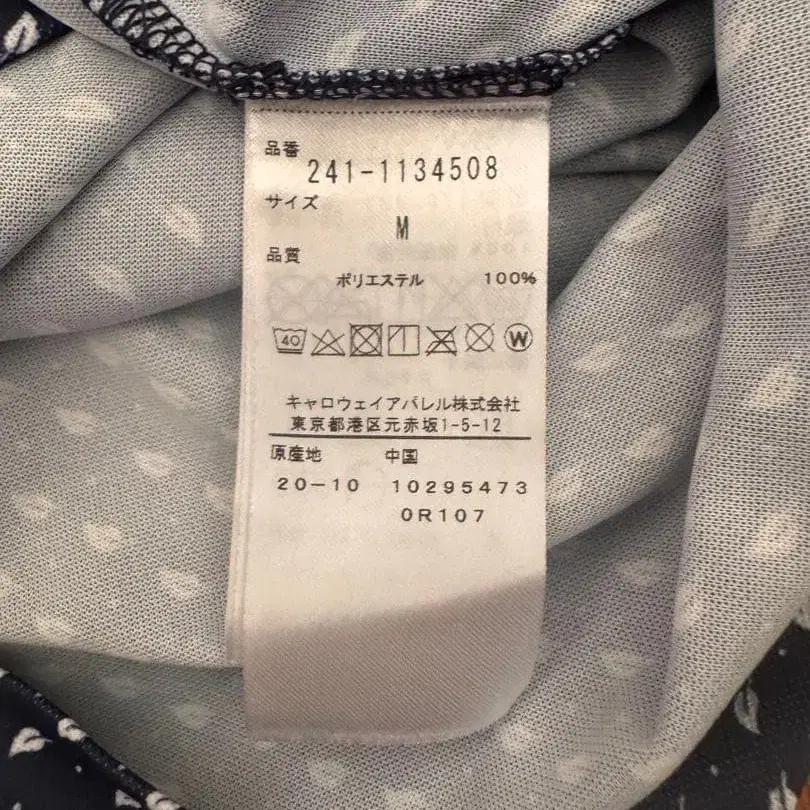 品番
241-1134508
サイズ
M
品質
ポリエステル 100%
40 W
キャロウェイアパレル株式会社
東京都港区元赤坂1-5-12
原産地 中国
20-10 10295473
0R107